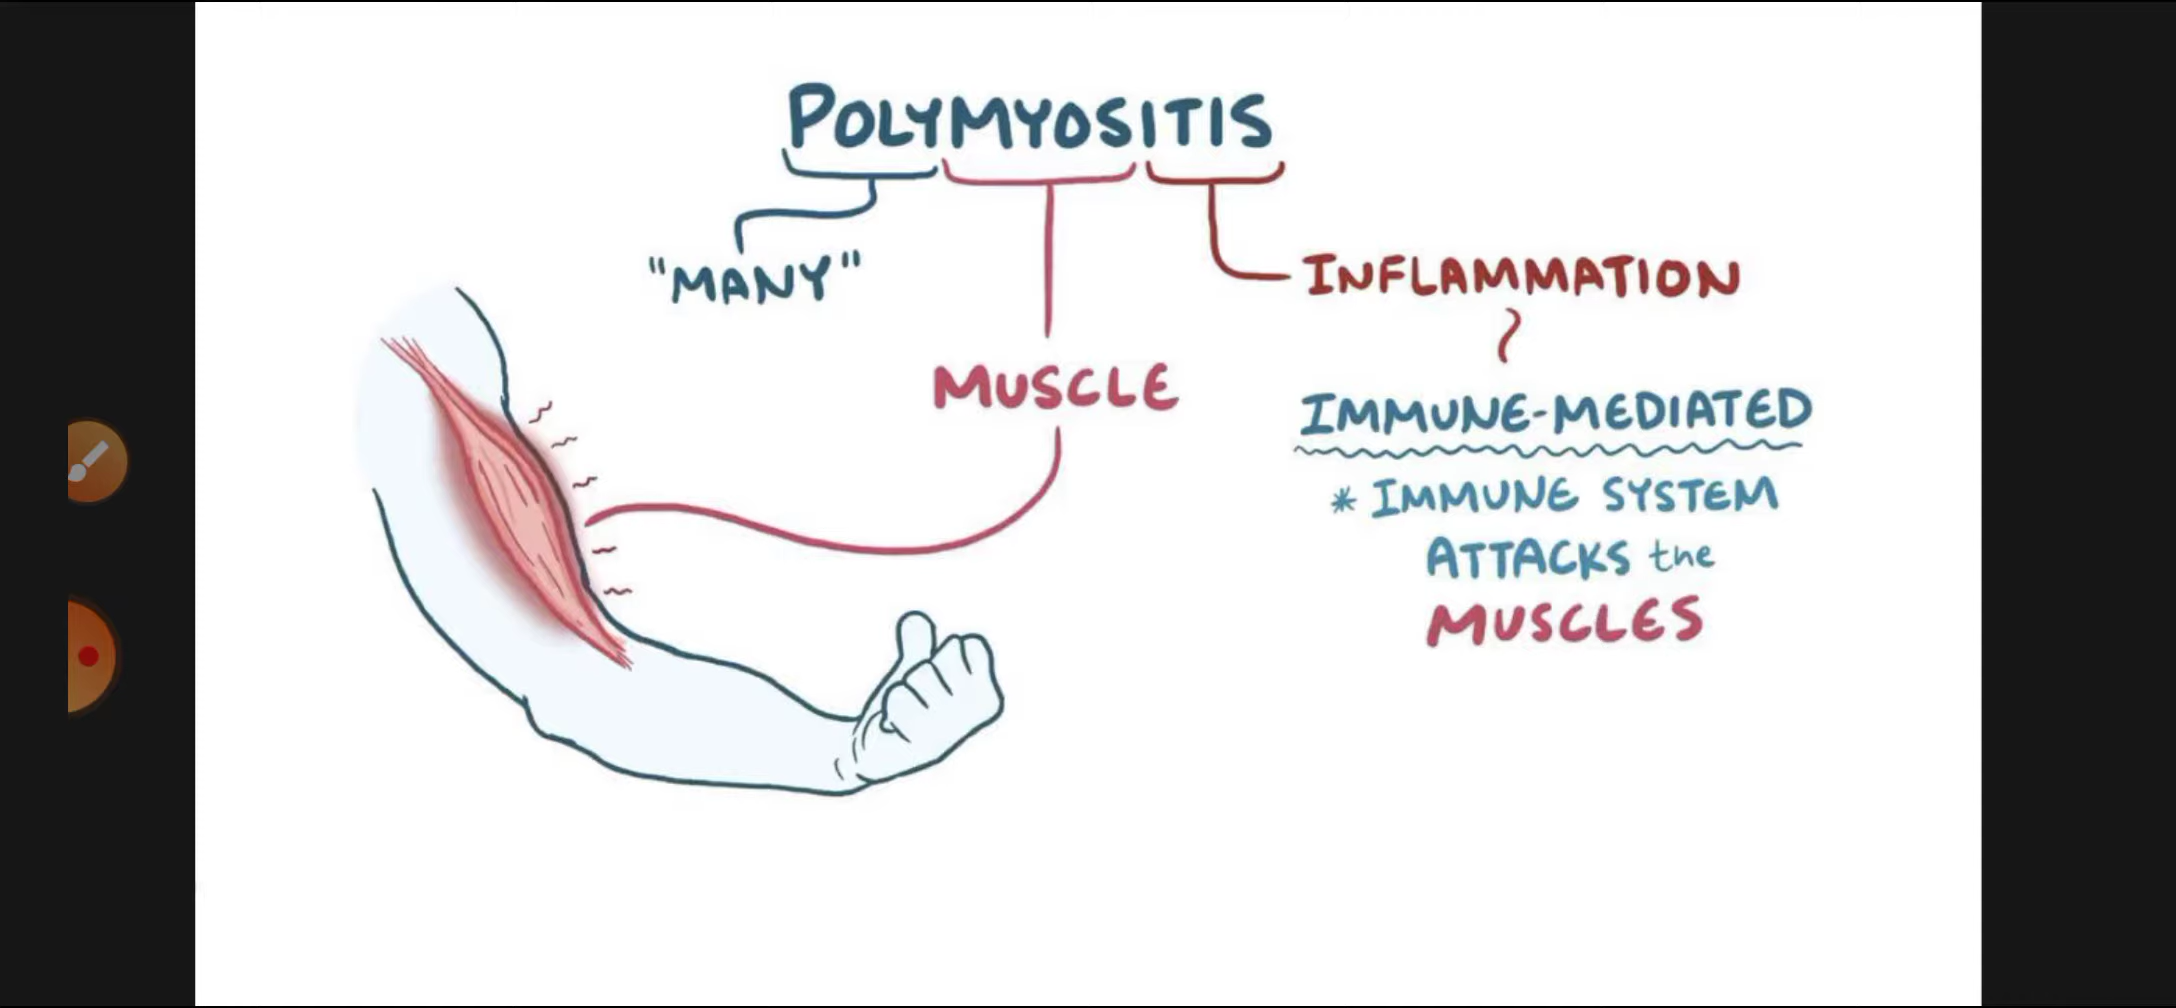 POLYMYOSITIS
"MANY"
INFLAMMATION
MUSCLE
IMMUNE-MEDIATED
* IMMUNE SYSTEM
ATTACKS the
MUSCLES